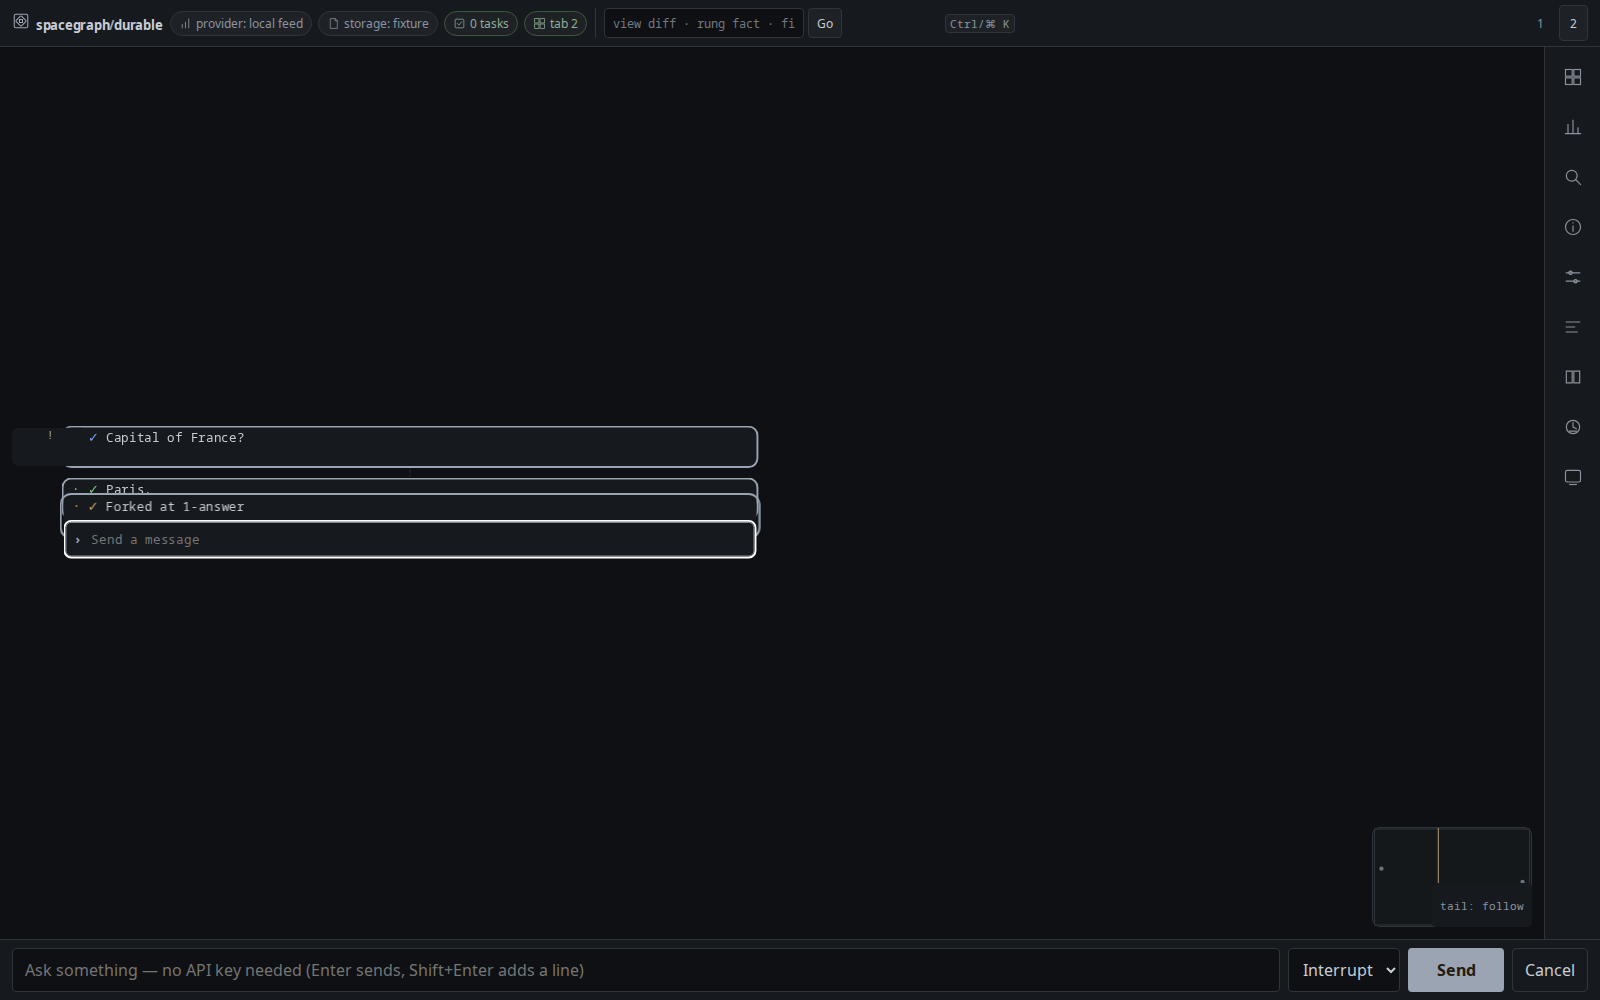 spacegraph/durable provider: local feed storage: fixture 0 tasks tab 2 view diff · rung fact · fi Go Ctrl/⌘ K 1 2
! ✓ Capital of France?
· ✓ Paris.
· ✓ Forked at 1-answer
› Send a message
tail: follow
Ask something — no API key needed (Enter sends, Shift+Enter adds a line) Interrupt Send Cancel